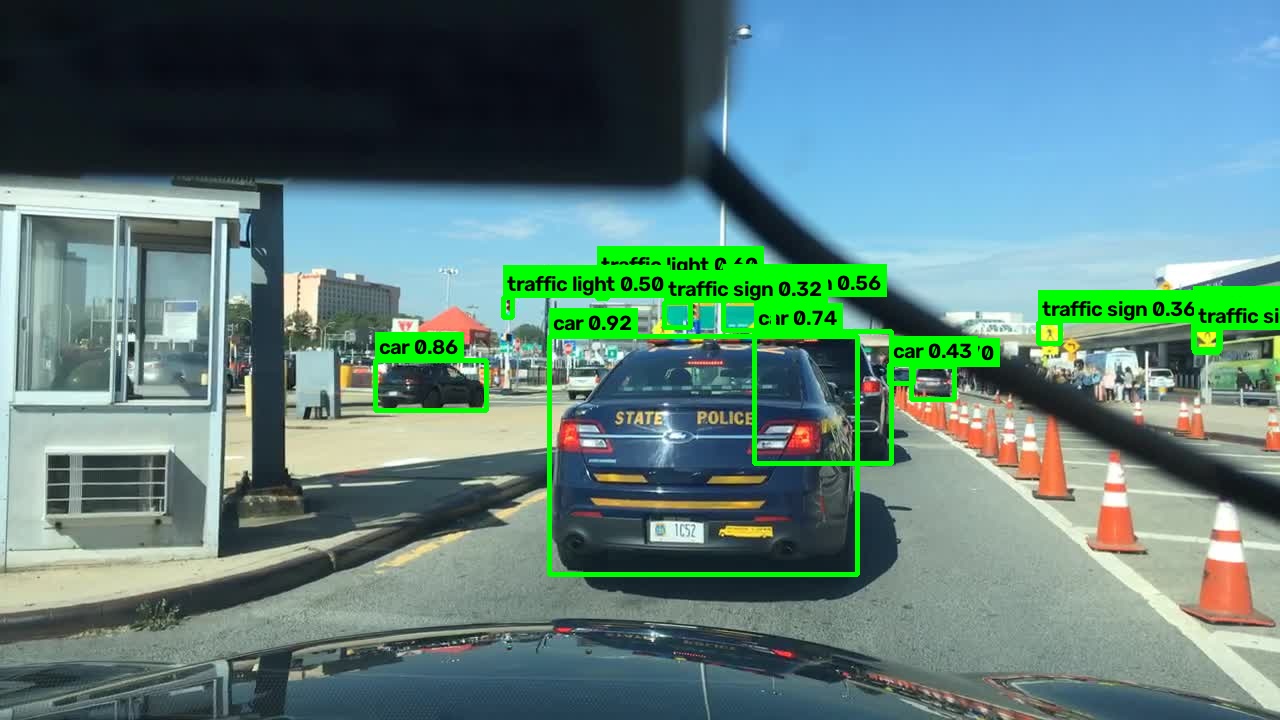 traffic light 0.60
traffic light 0.50
traffic sign 0.32
0.56
car 0.92
car 0.74
car 0.86
car 0.43
traffic sign 0.36
traffic si
STATE POLICE
Ford
1C52